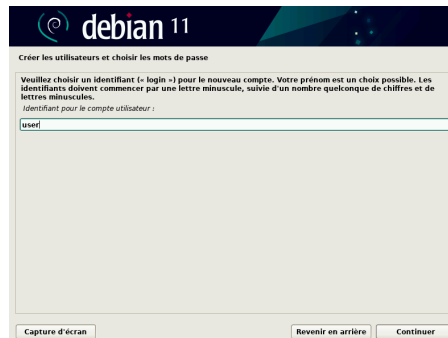 debian 11
Créer les utilisateurs et choisir les mots de passe
Veuillez choisir un identifiant (« login ») pour le nouveau compte. Votre prénom est un choix possible. Les
identifiants doivent commencer par une lettre minuscule, suivie d'un nombre quelconque de chiffres et de
lettres minuscules.
Identifiant pour le compte utilisateur :
user
Capture d'écran
Revenir en arrière
Continuer